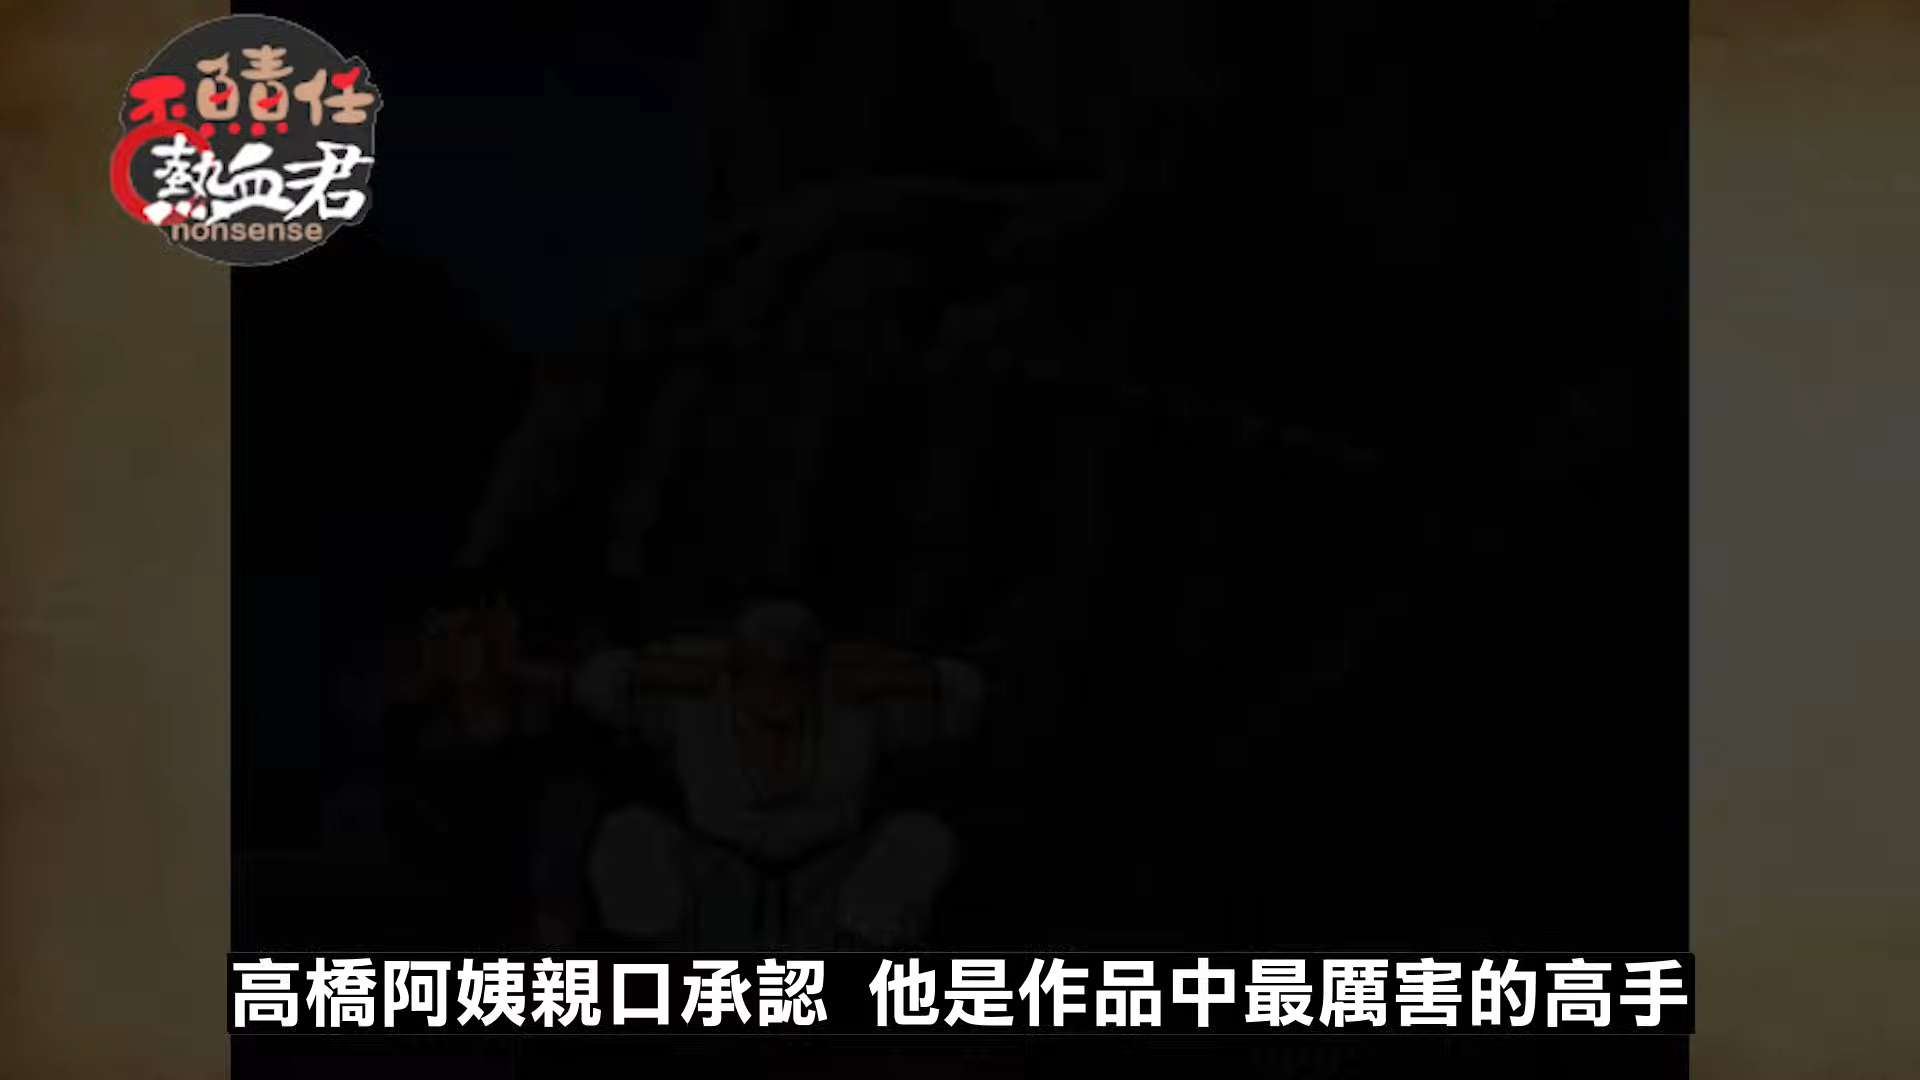 不負責任
熱血君
nonsense
高橋阿姨親口承認 他是作品中最厲害的高手